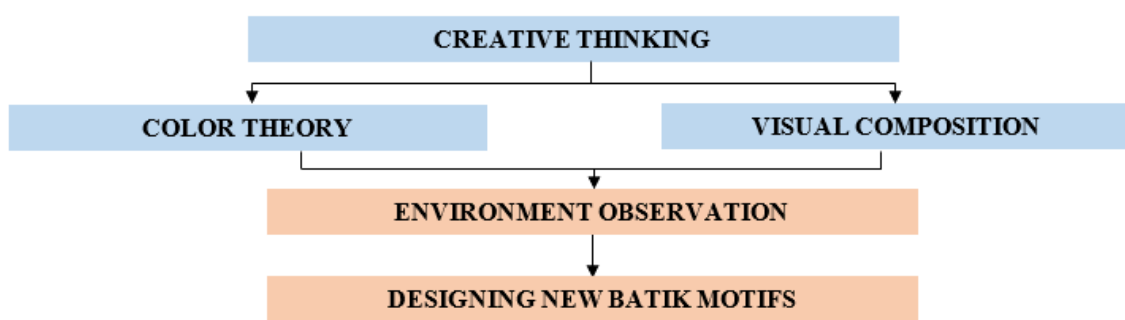 CREATIVE THINKING
COLOR THEORY
VISUAL COMPOSITION
ENVIRONMENT OBSERVATION
DESIGNING NEW BATIK MOTIFS